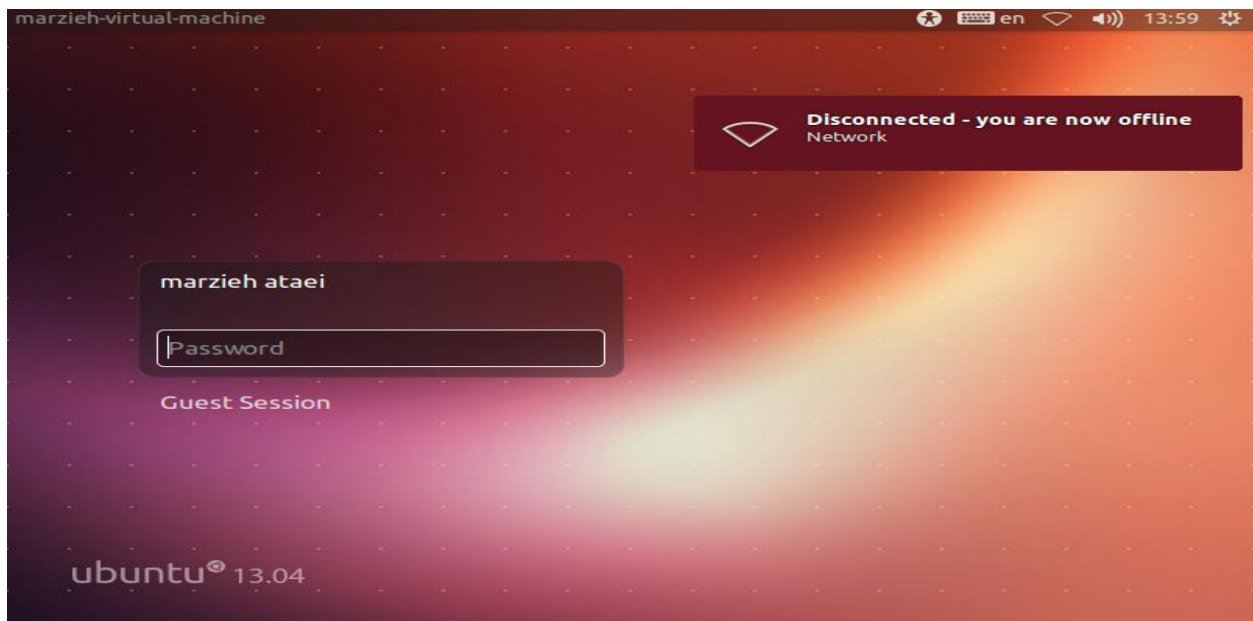 marzieh-virtual-machine en 13:59
Disconnected - you are now offline
Network
marzieh ataei
Password
Guest Session
ubuntu® 13.04